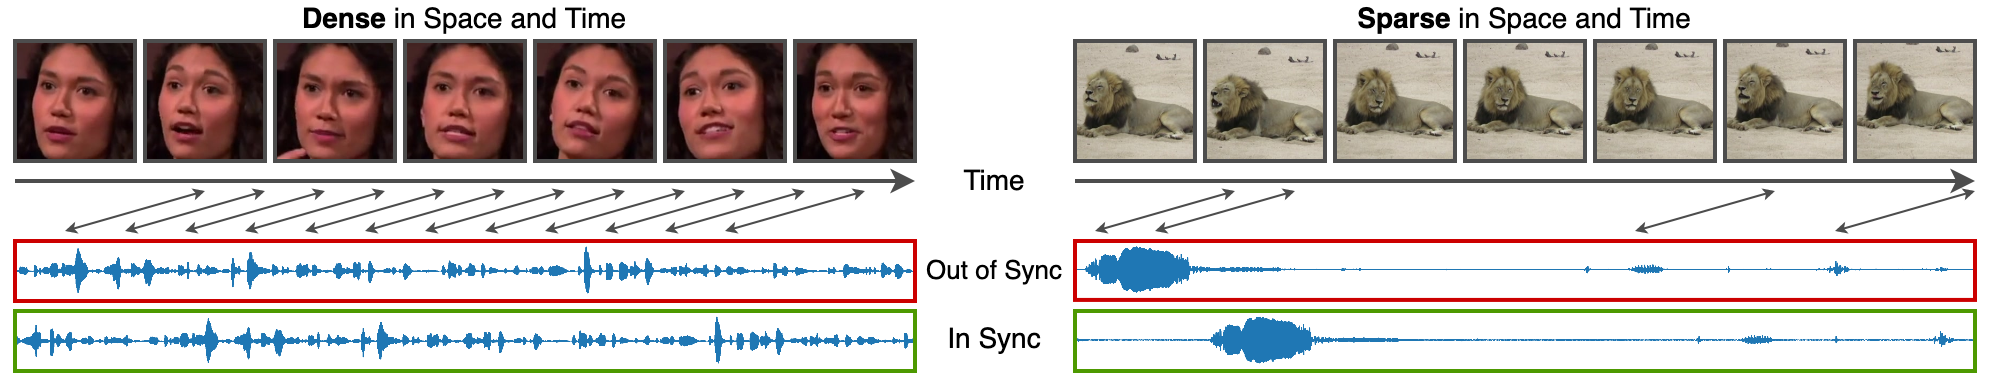 Dense in Space and Time
Sparse in Space and Time
Time
Out of Sync
In Sync